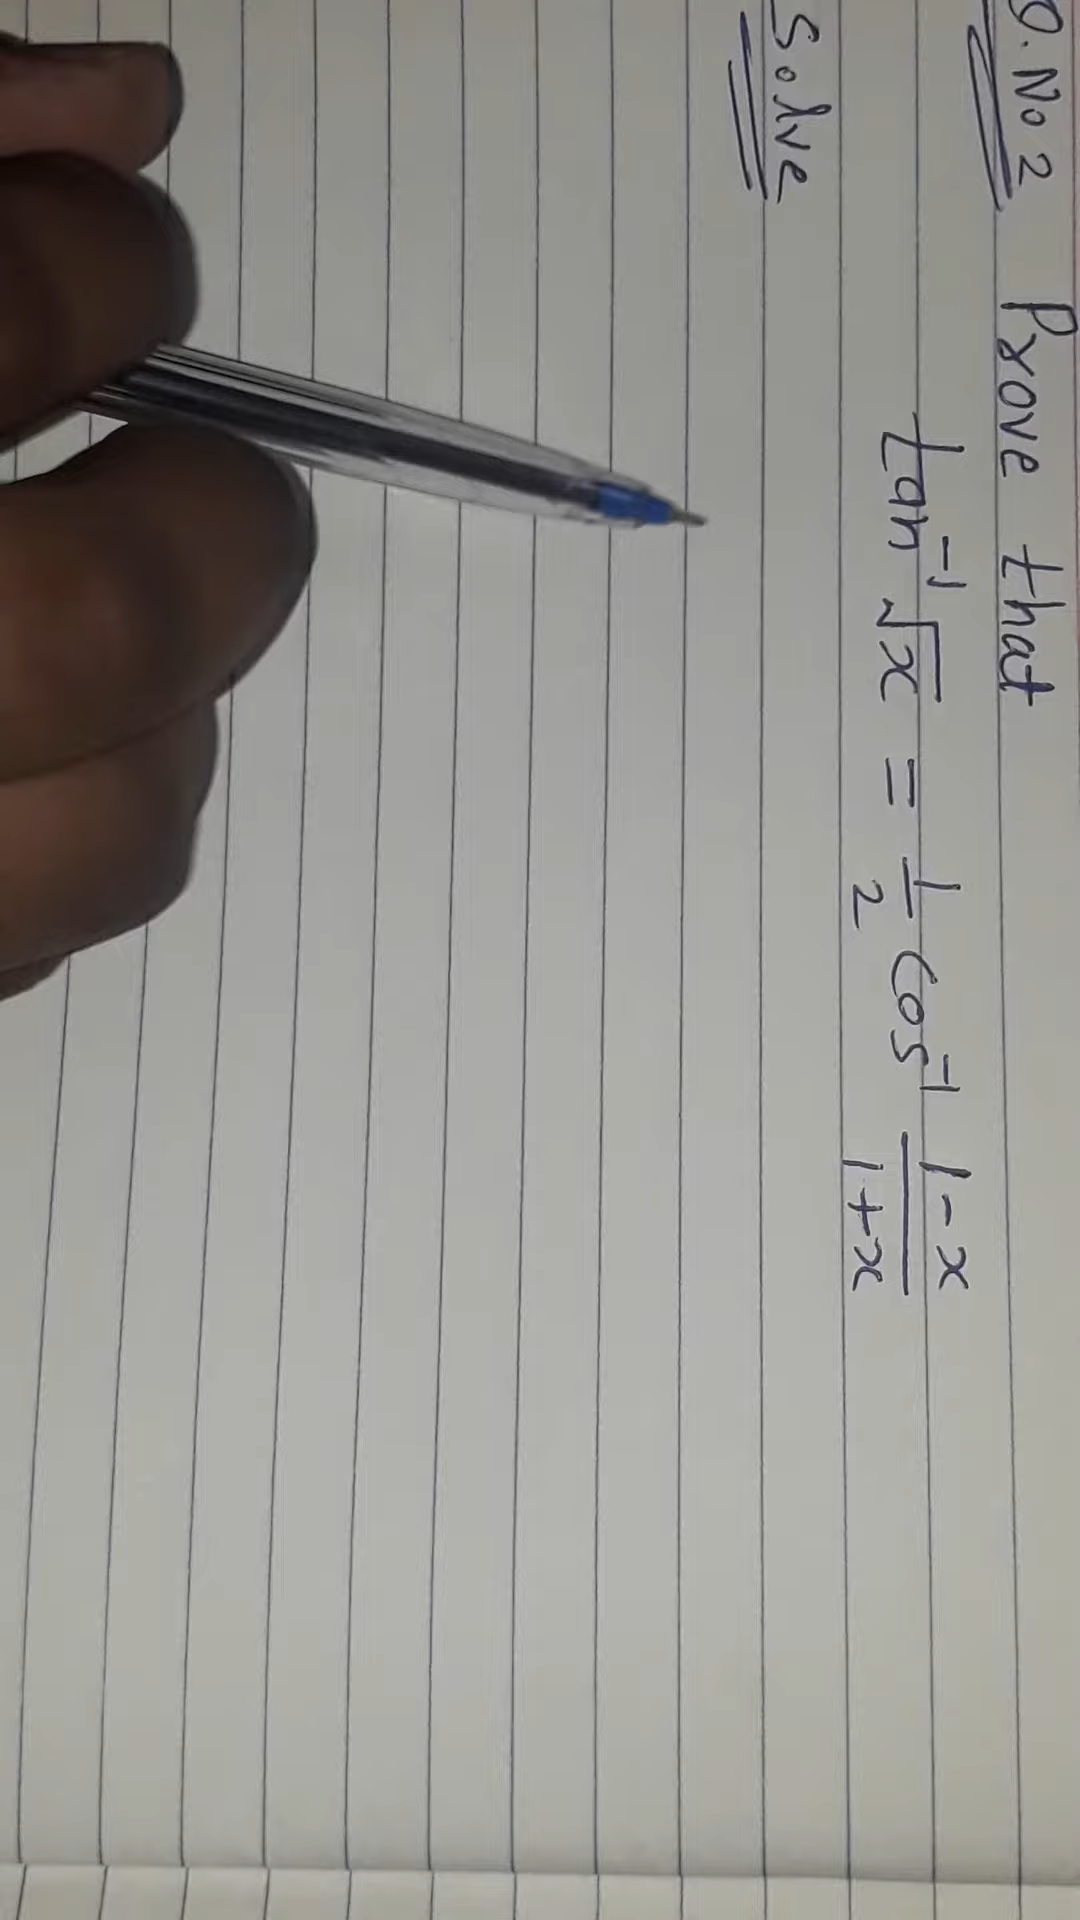 Q. No 2 Prove that
tan⁻¹ √x = 1/2 cos⁻¹ (1-x)/(1+x)
Solve